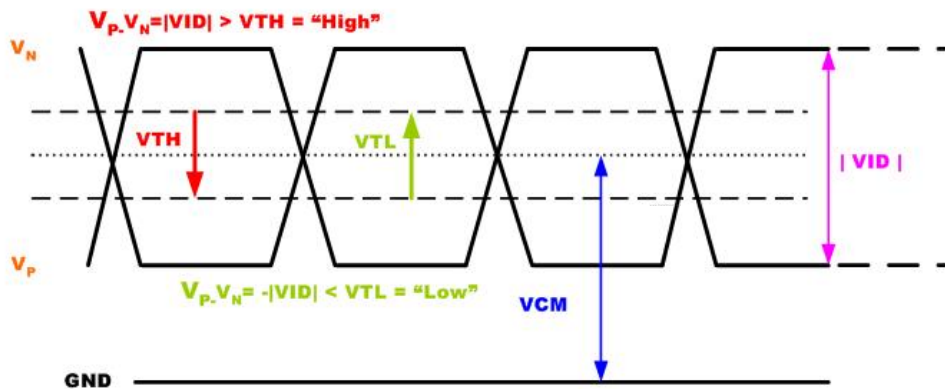 VP-VN=|VID| > VTH = “High”
VN
VTH
VTL
| VID |
VP
VP-VN= -|VID| < VTL = “Low”
VCM
GND